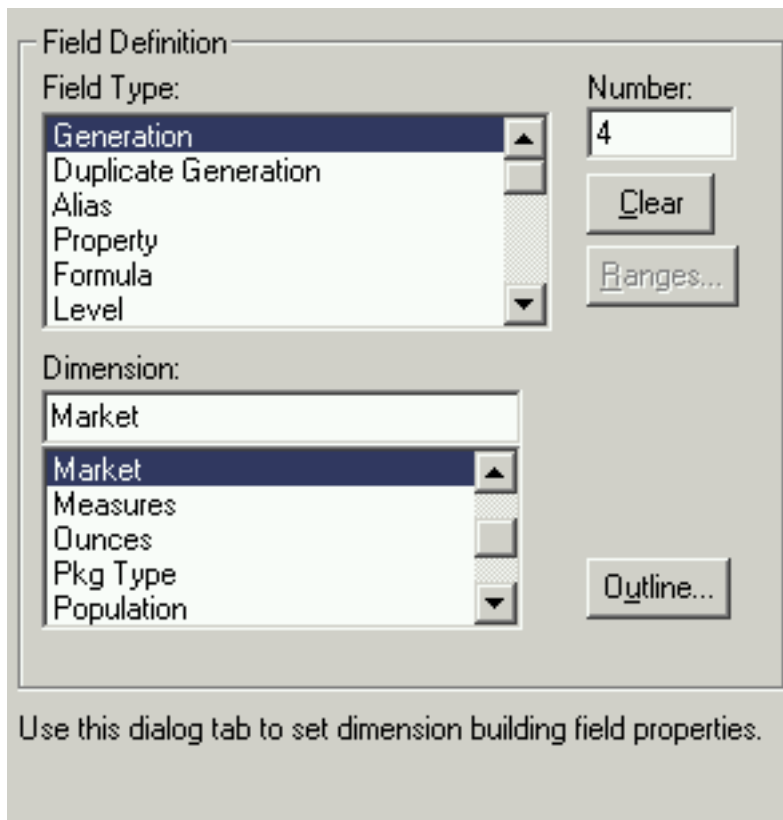 Field Definition
Field Type:
Number:
Generation
Duplicate Generation
Alias
Property
Formula
Level
4
Clear
Ranges...
Dimension:
Market
Market
Measures
Ounces
Pkg Type
Population
Outline...
Use this dialog tab to set dimension building field properties.